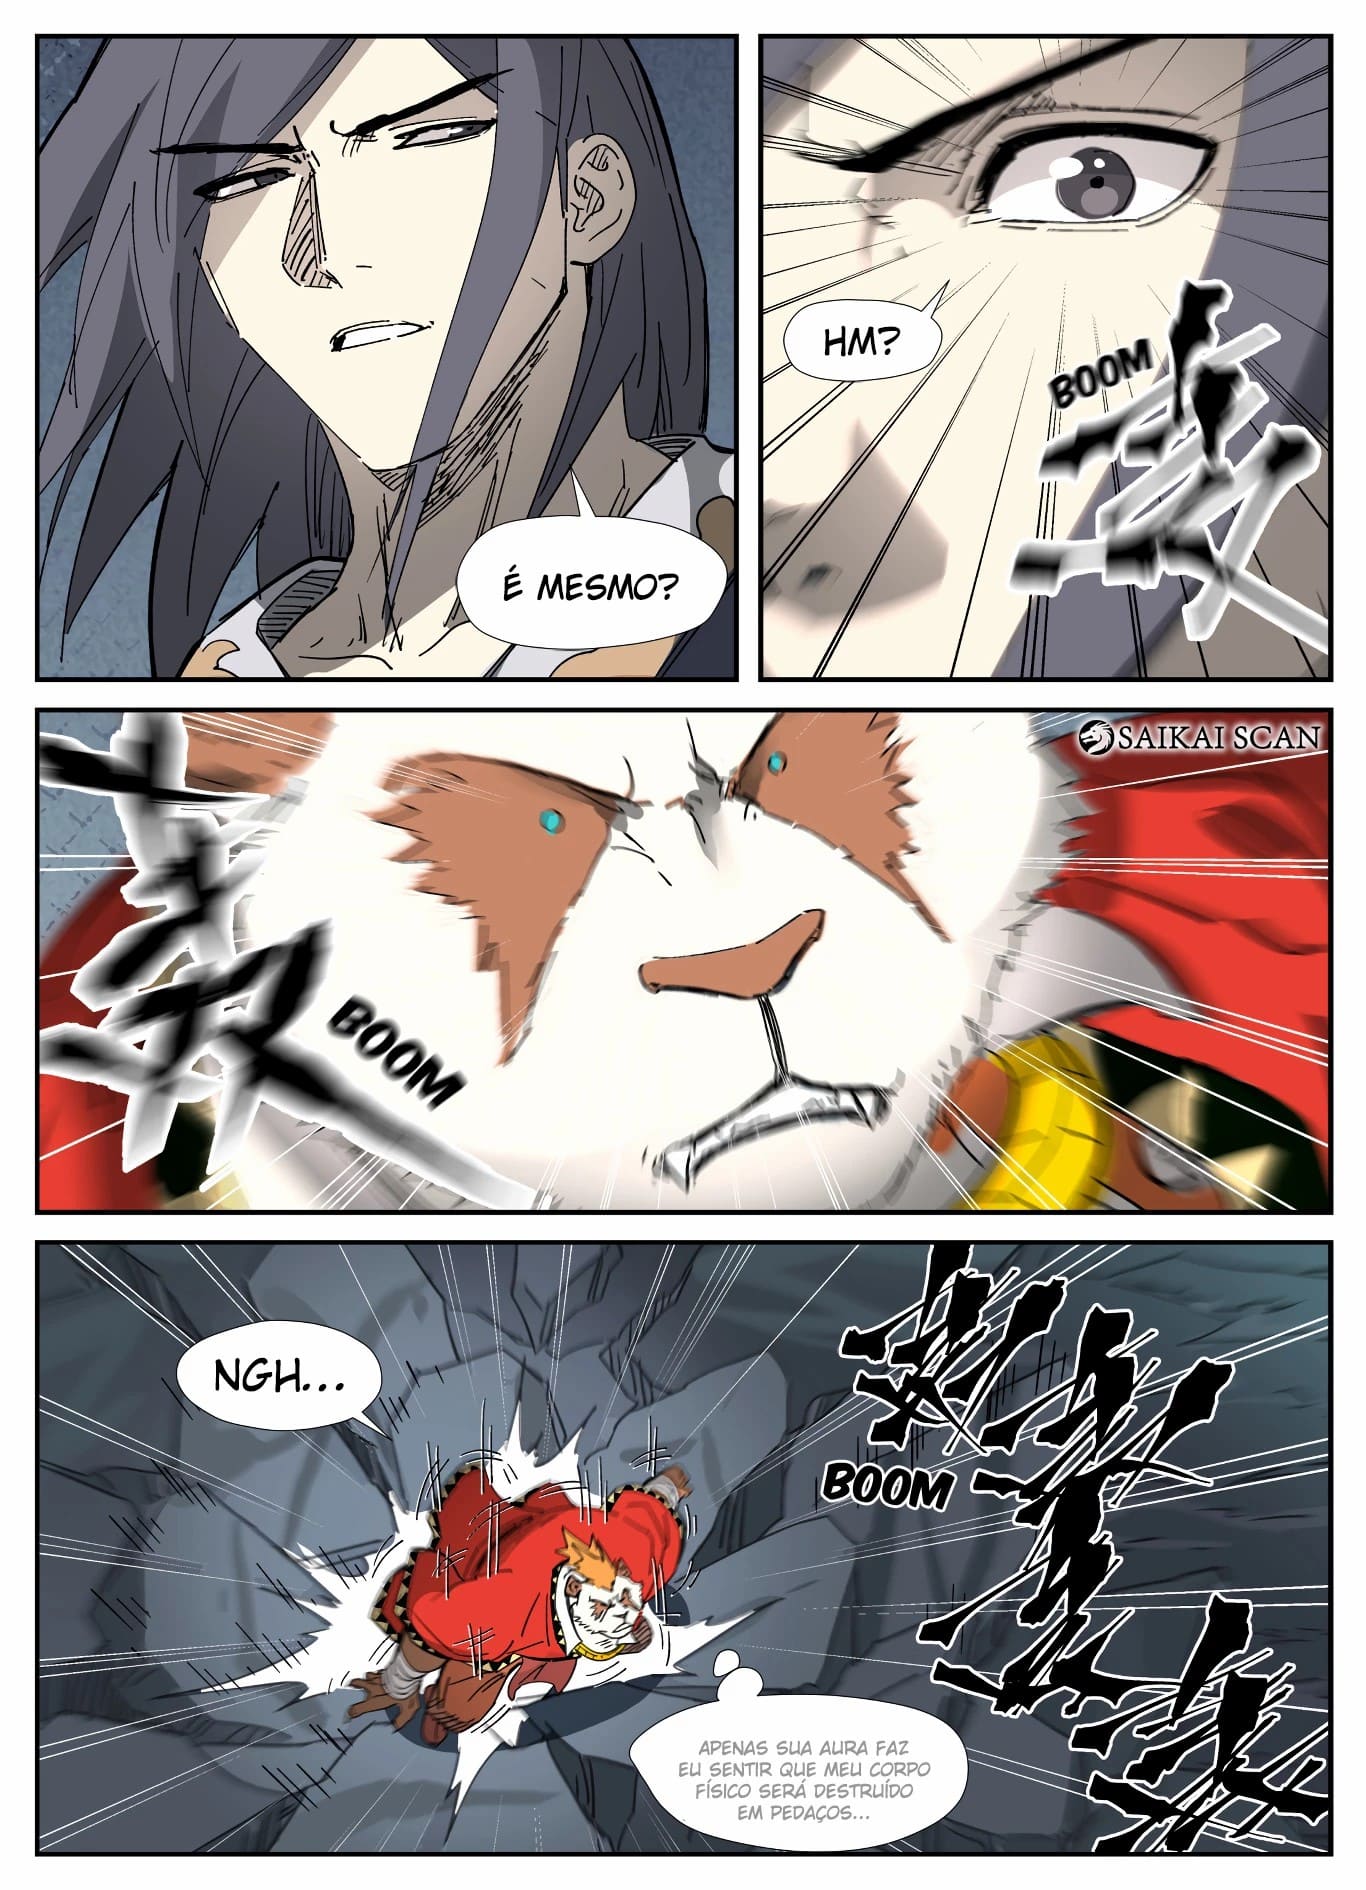 É MESMO?
HM?
BOOM
SAIKAI SCAN
BOOM
NGH...
BOOM
APENAS SUA AURA FAZ
EU SENTIR QUE MEU CORPO
FÍSICO SERÁ DESTRUÍDO
EM PEDAÇOS...